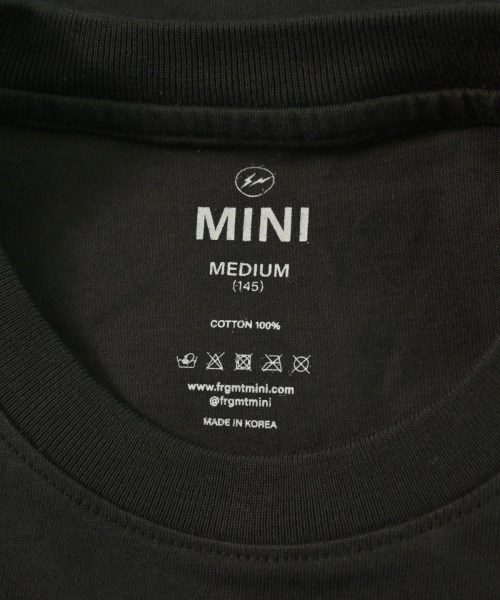 MINI
MEDIUM
(145)
COTTON 100%
www.frgmtmini.com
@frgmtmini
MADE IN KOREA